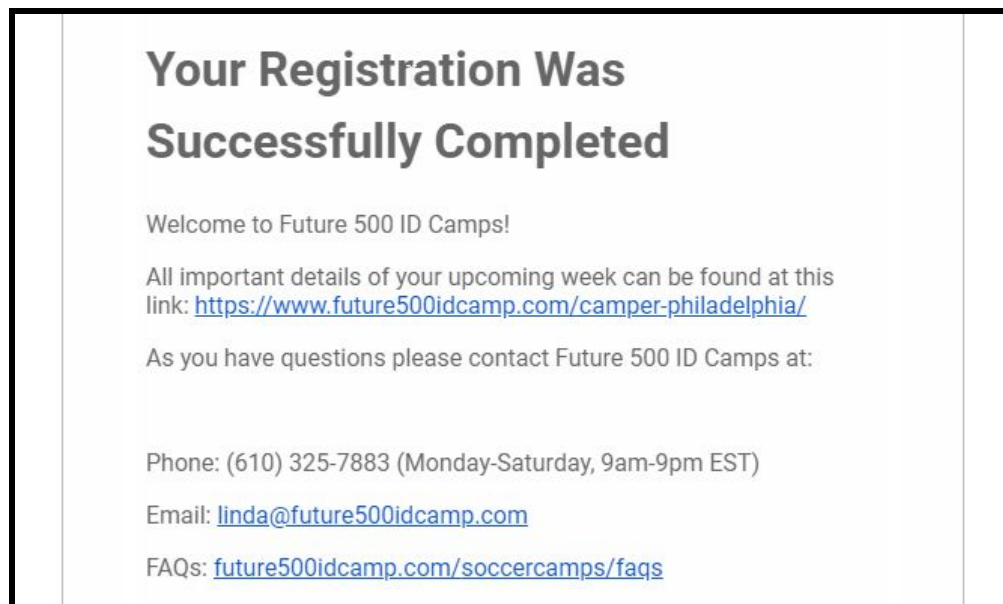 Your Registration Was
Successfully Completed
Welcome to Future 500 ID Camps!
All important details of your upcoming week can be found at this
link: https://www.future500idcamp.com/camper-philadelphia/
As you have questions please contact Future 500 ID Camps at:
Phone: (610) 325-7883 (Monday-Saturday, 9am-9pm EST)
Email: linda@future500idcamp.com
FAQs: future500idcamp.com/soccercamps/faqs